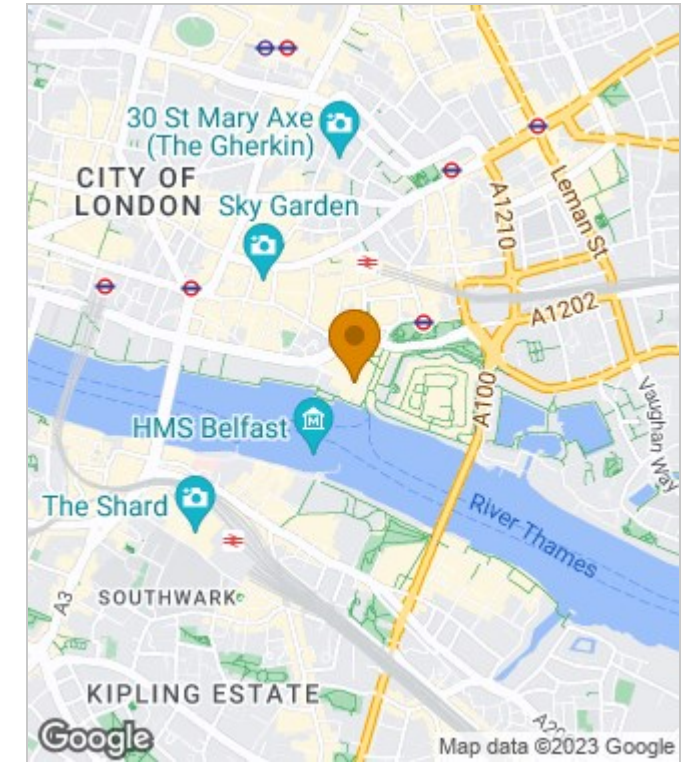 30 St Mary Axe
(The Gherkin)
CITY OF
LONDON
Sky Garden
A1210
Leman St
A1202
A100
Vaughan Way
HMS Belfast
The Shard
River Thames
A3
SOUTHWARK
KIPLING ESTATE
Google
Map data ©2023 Google